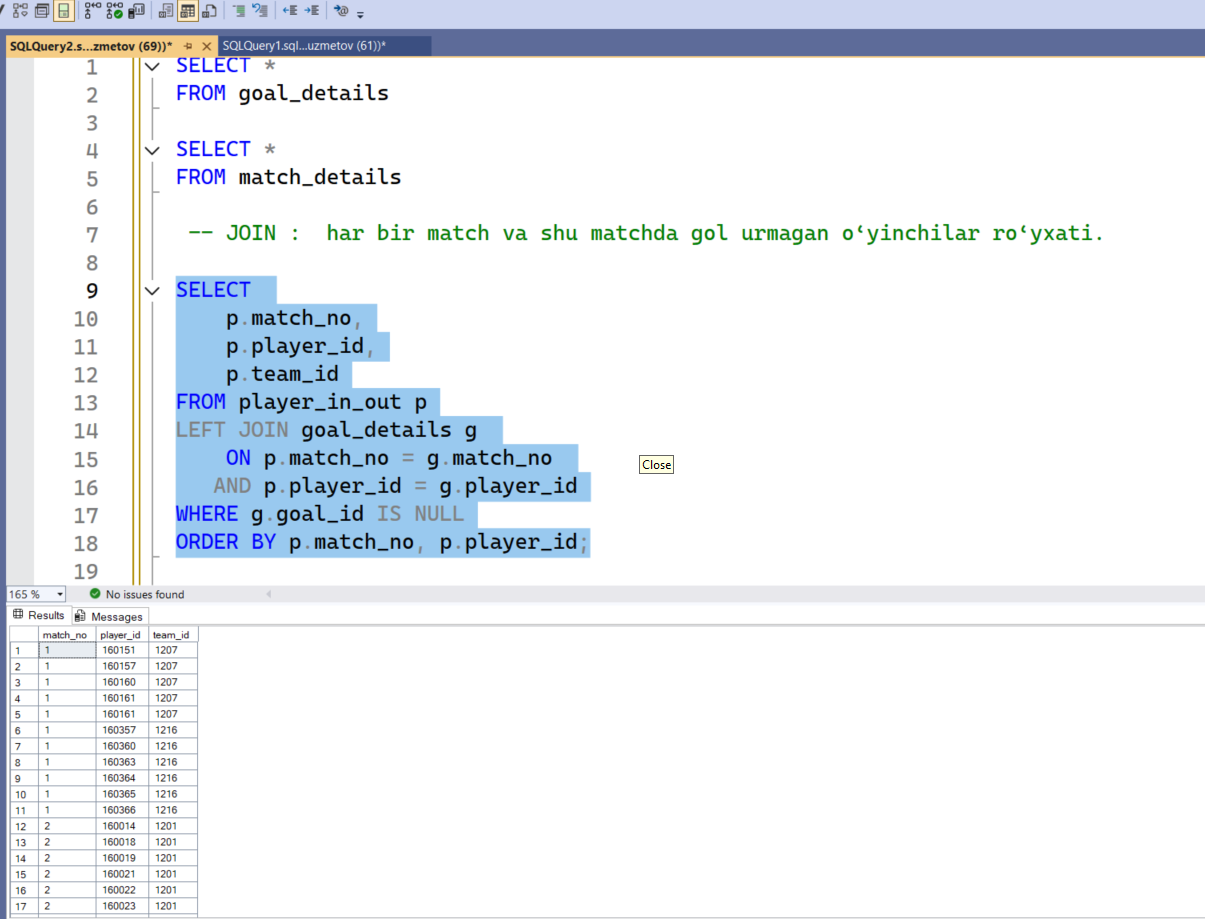 SQLQuery2.s...zmetov (69))* SQLQuery1.sql...uzmetov (61))*
1 SELECT *
2 FROM goal_details
3
4 SELECT *
5 FROM match_details
6
7 -- JOIN : har bir match va shu matchda gol urmagan o‘yinchilar ro‘yxati.
8
9 SELECT
10 p.match_no,
11 p.player_id,
12 p.team_id
13 FROM player_in_out p
14 LEFT JOIN goal_details g
15 ON p.match_no = g.match_no
Close
16 AND p.player_id = g.player_id
17 WHERE g.goal_id IS NULL
18 ORDER BY p.match_no, p.player_id;
19
165 % No issues found
Results Messages
match_no player_id team_id
1 1 160151 1207
2 1 160157 1207
3 1 160160 1207
4 1 160161 1207
5 1 160161 1207
6 1 160357 1216
7 1 160360 1216
8 1 160363 1216
9 1 160364 1216
10 1 160365 1216
11 1 160366 1216
12 2 160014 1201
13 2 160018 1201
14 2 160019 1201
15 2 160021 1201
16 2 160022 1201
17 2 160023 1201